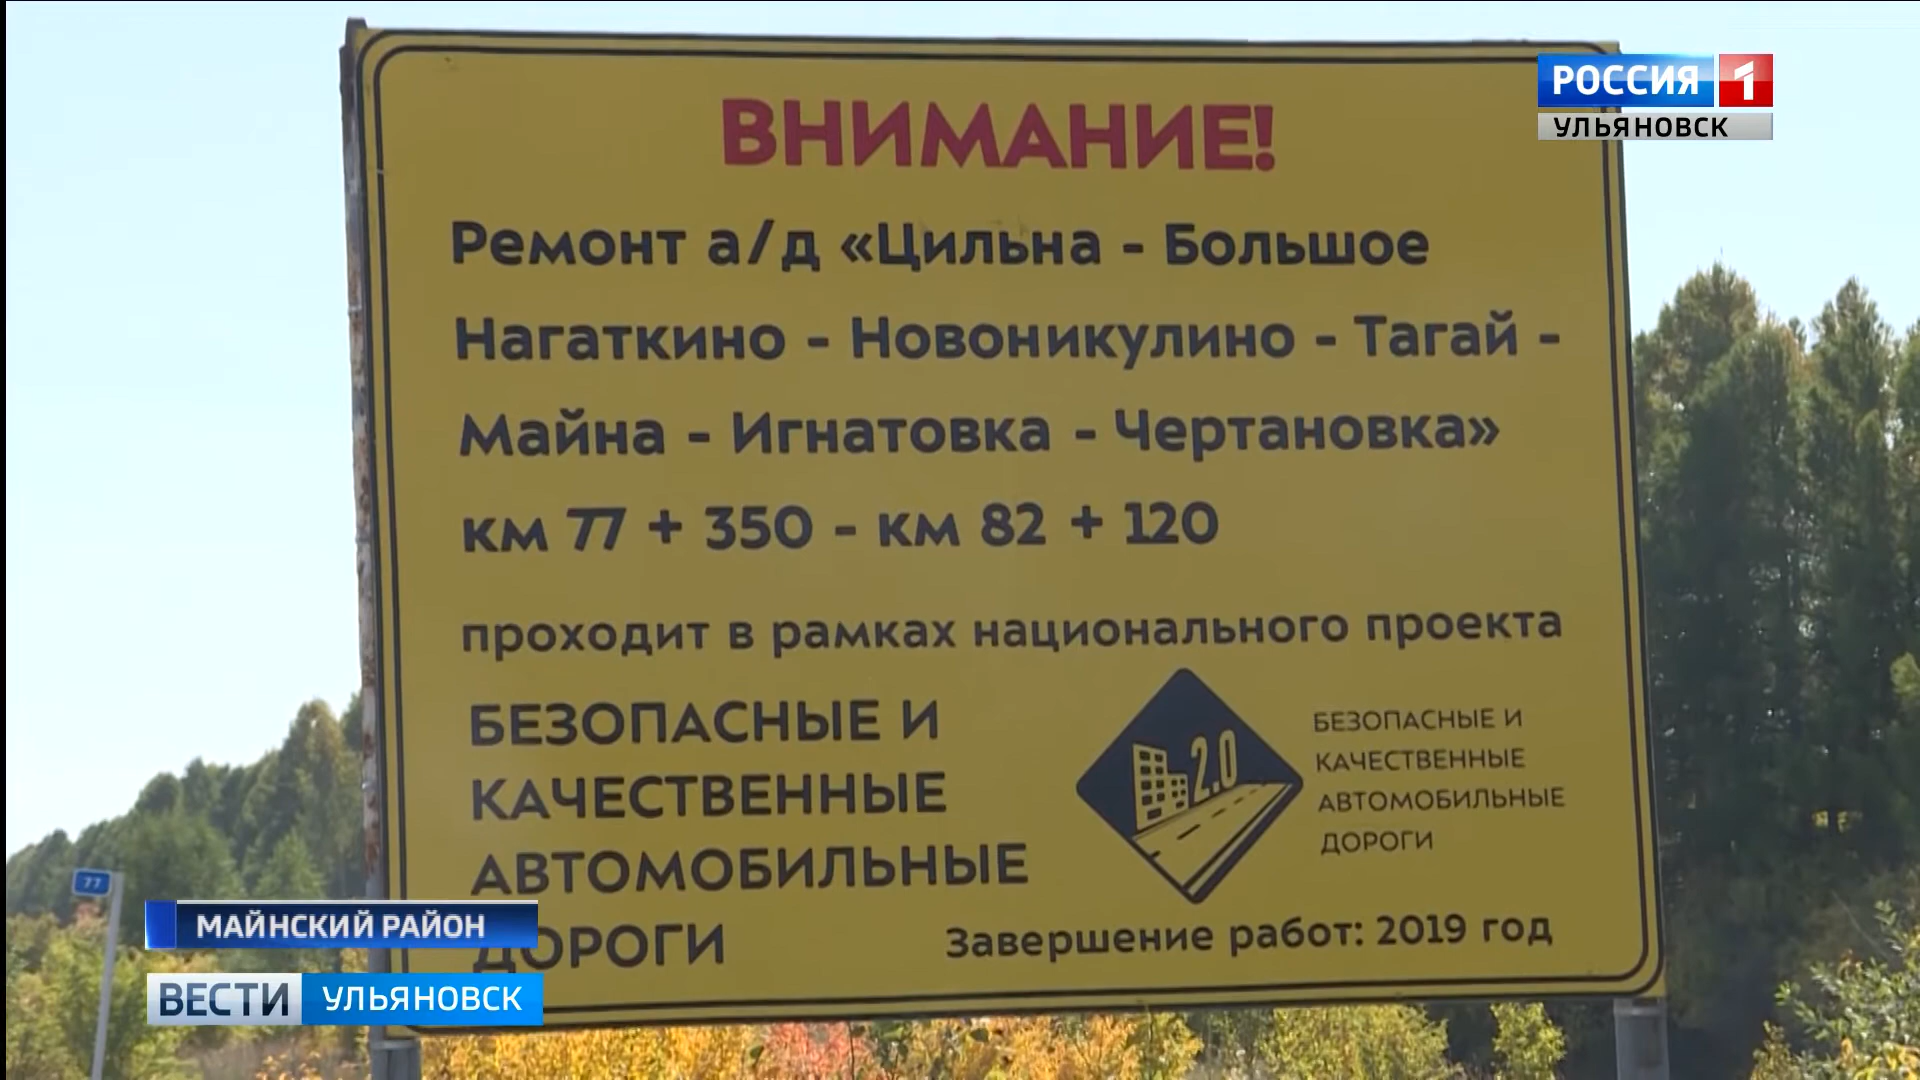 РОССИЯ 1
УЛЬЯНОВСК
ВНИМАНИЕ!
Ремонт а/д «Цильна - Большое
Нагаткино - Новоникулино - Тагай -
Майна - Игнатовка - Чертановка»
км 77 + 350 - км 82 + 120
проходит в рамках национального проекта
БЕЗОПАСНЫЕ И
КАЧЕСТВЕННЫЕ
АВТОМОБИЛЬНЫЕ
ДОРОГИ
2.0
БЕЗОПАСНЫЕ И
КАЧЕСТВЕННЫЕ
АВТОМОБИЛЬНЫЕ
ДОРОГИ
Завершение работ: 2019 год
77
МАЙНСКИЙ РАЙОН
ВЕСТИ УЛЬЯНОВСК